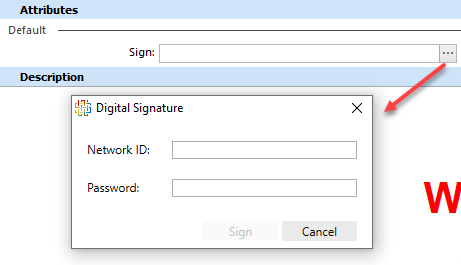 Attributes
Default
Sign:
...
Description
Digital Signature
Network ID:
W
Password:
Sign
Cancel